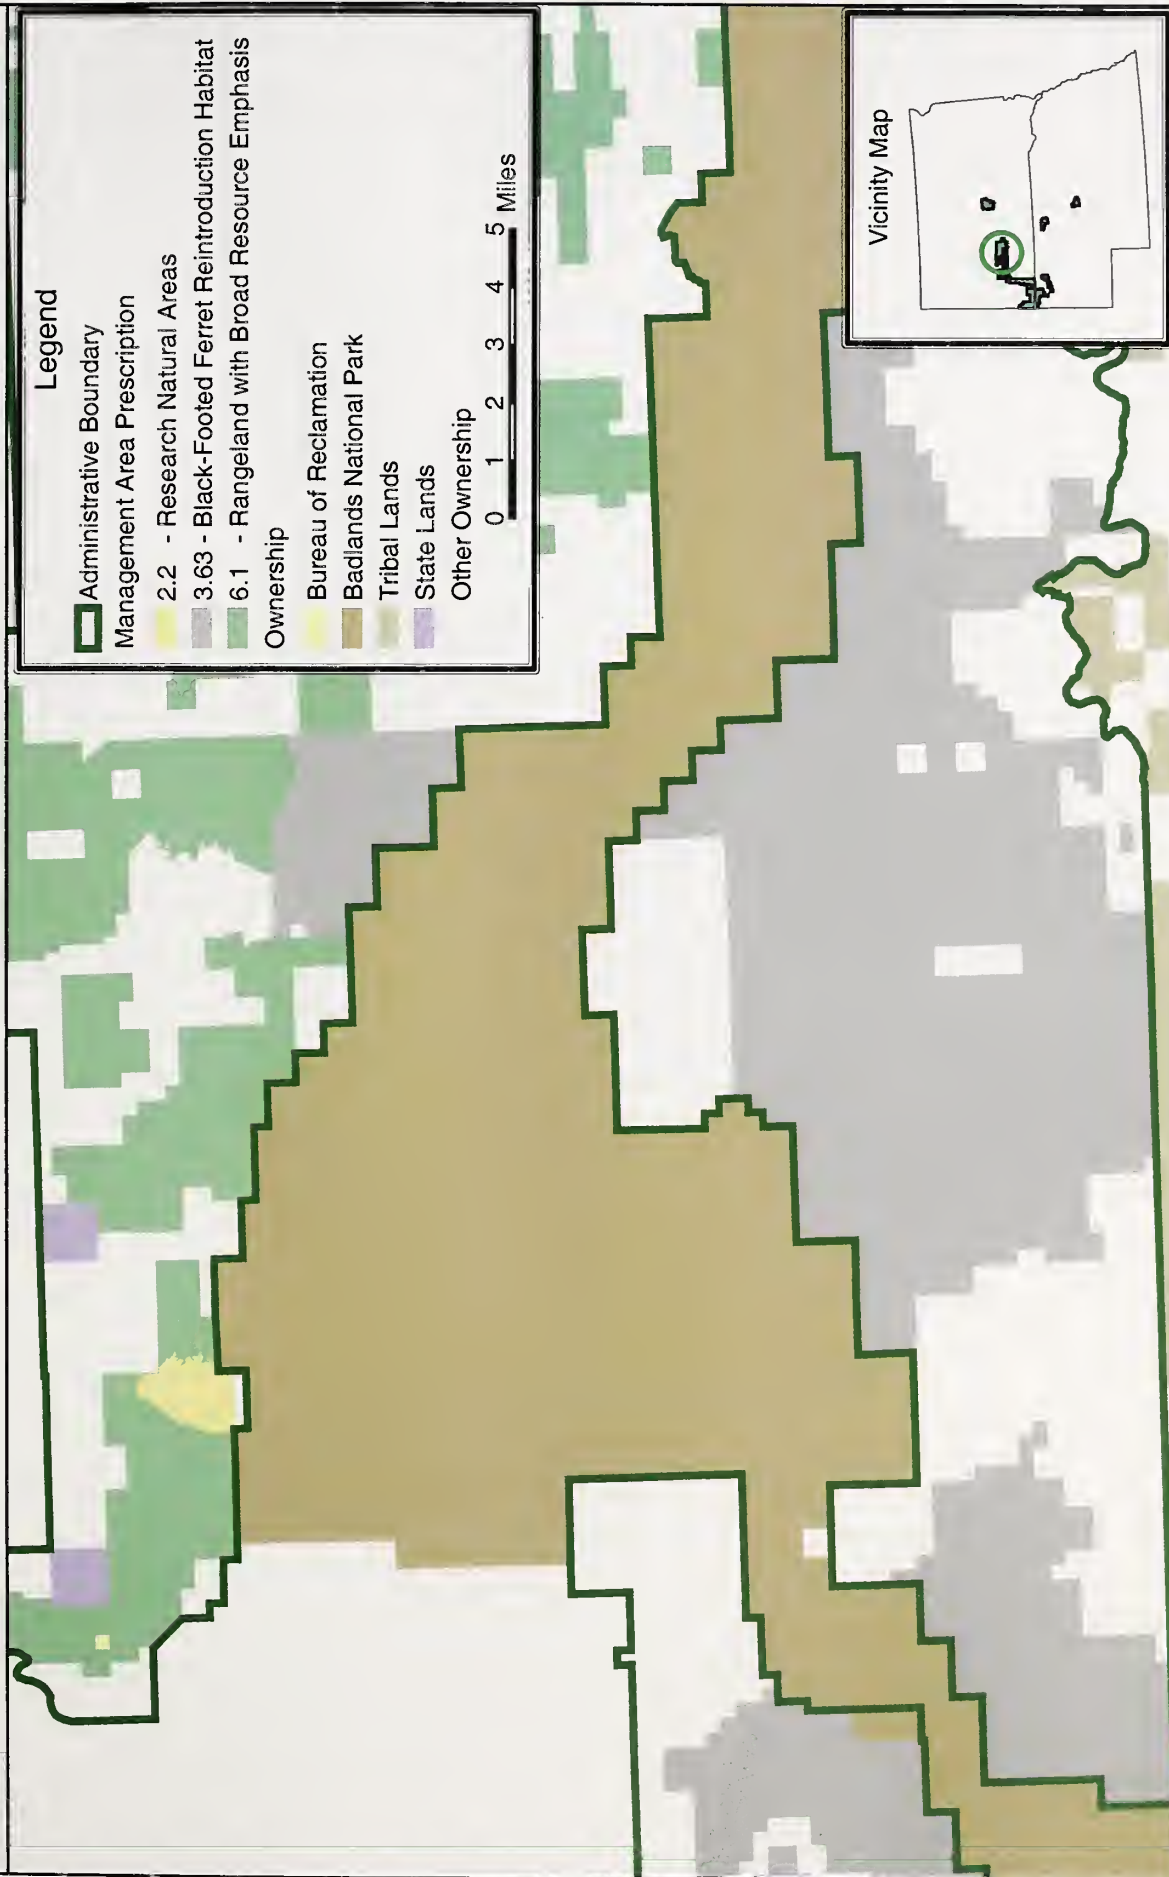 Legend
Administrative Boundary
Management Area Prescription
2.2 - Research Natural Areas
3.63 - Black-Footed Ferret Reintroduction Habitat
6.1 - Rangeland with Broad Resource Emphasis
Ownership
Bureau of Reclamation
Badlands National Park
Tribal Lands
State Lands
Other Ownership
0 1 2 3 4 5
Miles
Vicinity Map